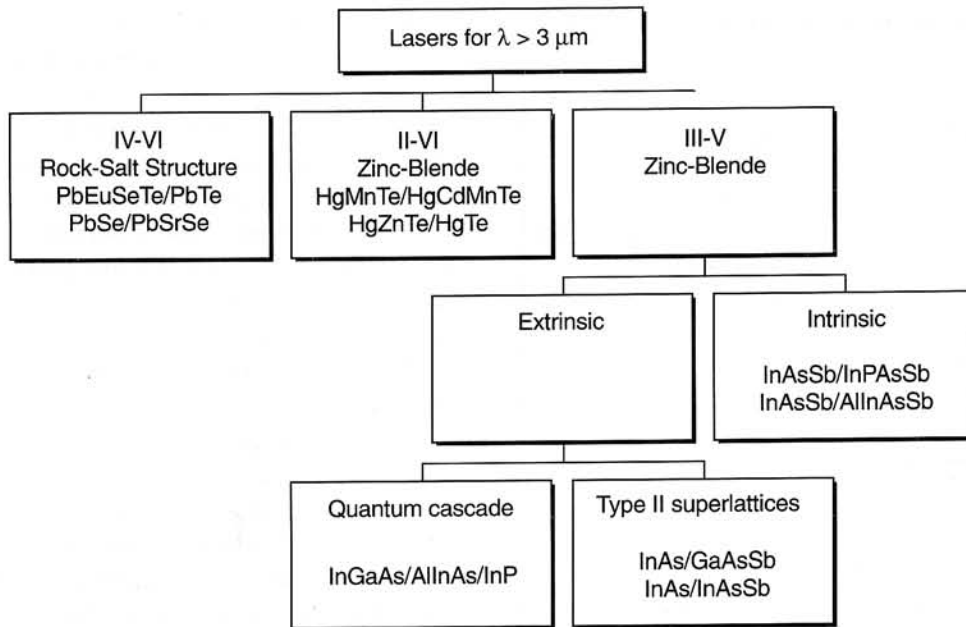 Lasers for λ > 3 μm
IV-VI
Rock-Salt Structure
PbEuSeTe/PbTe
PbSe/PbSrSe
II-VI
Zinc-Blende
HgMnTe/HgCdMnTe
HgZnTe/HgTe
III-V
Zinc-Blende
Extrinsic
Intrinsic
InAsSb/InPAsSb
InAsSb/AlInAsSb
Quantum cascade
InGaAs/AlInAs/InP
Type II superlattices
InAs/GaAsSb
InAs/InAsSb